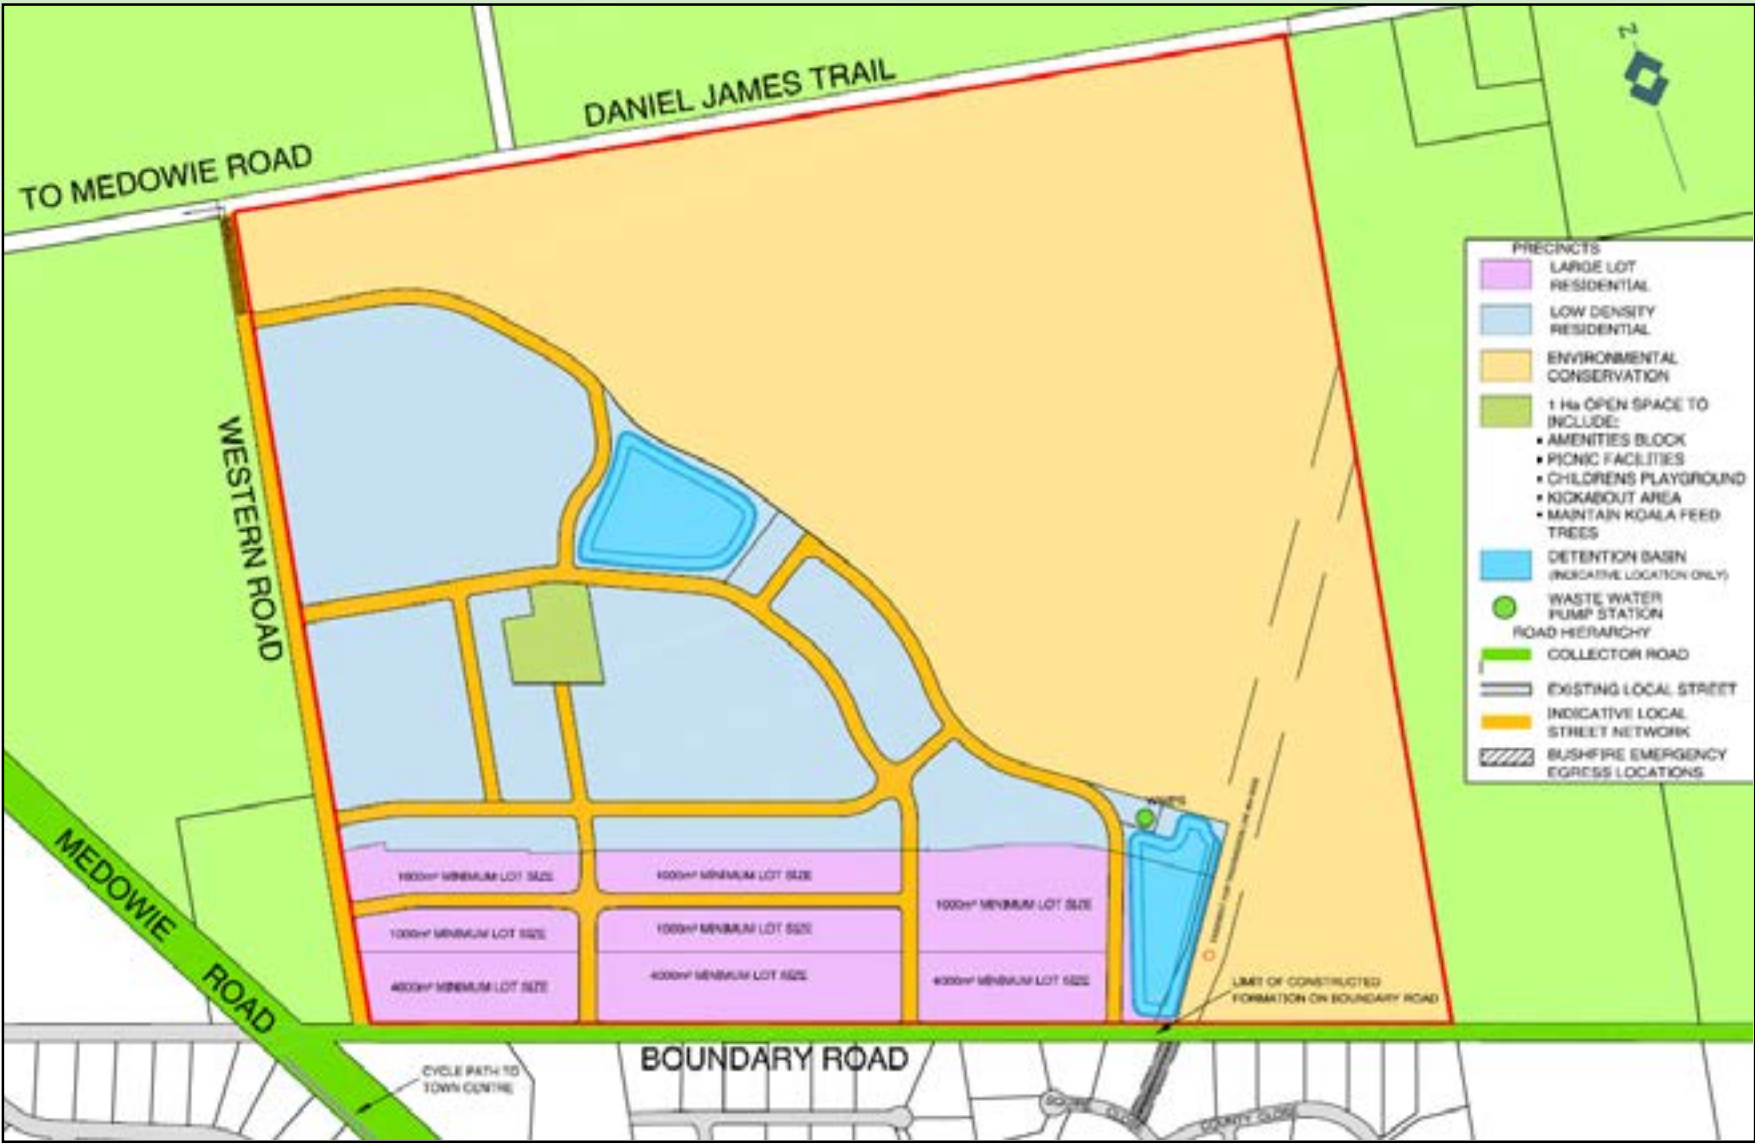 DANIEL JAMES TRAIL
TO MEDOWIE ROAD
N
WESTERN ROAD
MEDOWIE ROAD
BOUNDARY ROAD
PRECINCTS
LARGE LOT
RESIDENTIAL
LOW DENSITY
RESIDENTIAL
ENVIRONMENTAL
CONSERVATION
1 Ha OPEN SPACE TO
INCLUDE:
• AMENITIES BLOCK
• PICNIC FACILITIES
• CHILDRENS PLAYGROUND
• KICKABOUT AREA
• MAINTAIN KOALA FEED
TREES
DETENTION BASIN
(INDICATIVE LOCATION ONLY)
WASTE WATER
PUMP STATION
ROAD HIERARCHY
COLLECTOR ROAD
EXISTING LOCAL STREET
INDICATIVE LOCAL
STREET NETWORK
BUSHFIRE EMERGENCY
EGRESS LOCATIONS
WWPS
1000m² MINIMUM LOT SIZE
1000m² MINIMUM LOT SIZE
1000m² MINIMUM LOT SIZE
1000m² MINIMUM LOT SIZE
1000m² MINIMUM LOT SIZE
4000m² MINIMUM LOT SIZE
4000m² MINIMUM LOT SIZE
4000m² MINIMUM LOT SIZE
LIMIT OF CONSTRUCTED
FORMATION ON BOUNDARY ROAD
CYCLE PATH TO
TOWN CENTRE
SQUIRE CLOSE
COUNTY CLOSE